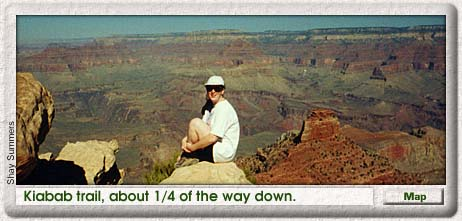 Shay Summers
Kiabab trail, about 1/4 of the way down.
Map